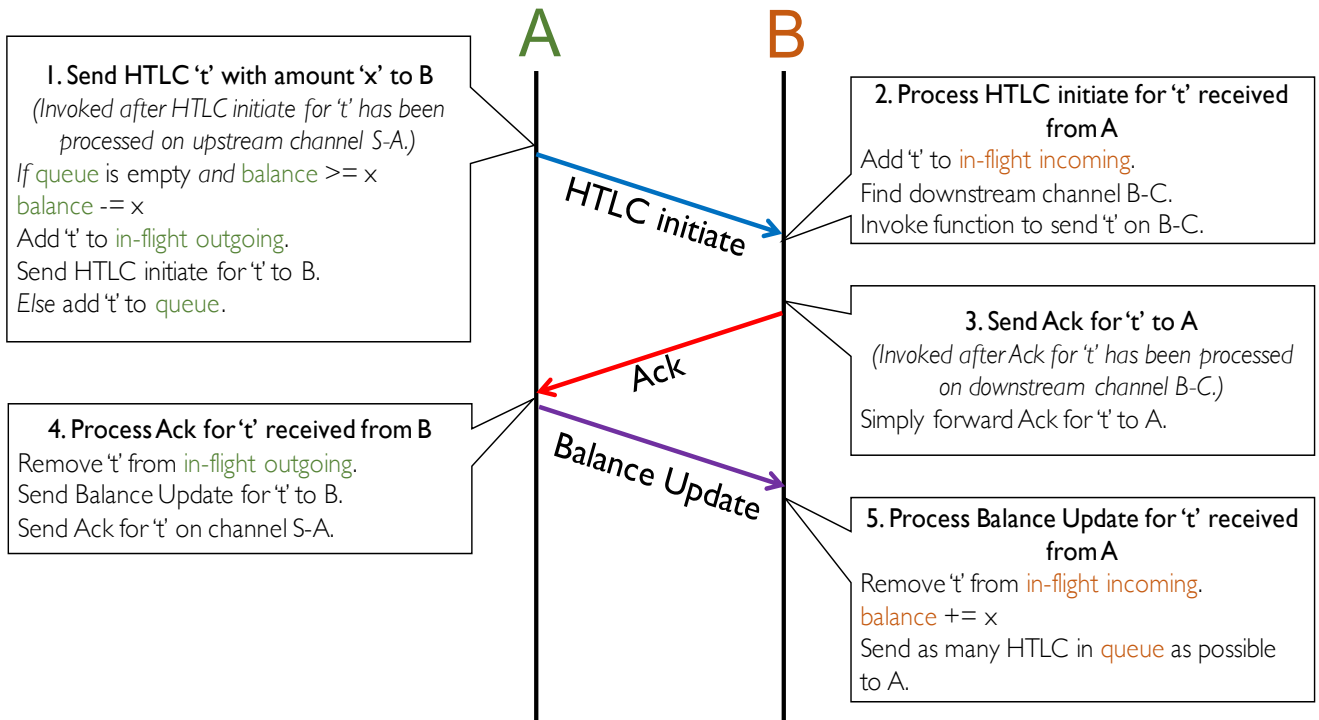 A
B
1. Send HTLC ‘t’ with amount ‘x’ to B
(Invoked after HTLC initiate for ‘t’ has been
processed on upstream channel S-A.)
If queue is empty and balance >= x
balance -= x
Add ‘t’ to in-flight outgoing.
Send HTLC initiate for ‘t’ to B.
Else add ‘t’ to queue.
HTLC initiate
2. Process HTLC initiate for ‘t’ received
from A
Add ‘t’ to in-flight incoming.
Find downstream channel B-C.
Invoke function to send ‘t’ on B-C.
3. Send Ack for ‘t’ to A
(Invoked after Ack for ‘t’ has been processed
on downstream channel B-C.)
Simply forward Ack for ‘t’ to A.
Ack
4. Process Ack for ‘t’ received from B
Remove ‘t’ from in-flight outgoing.
Send Balance Update for ‘t’ to B.
Send Ack for ‘t’ on channel S-A.
Balance Update
5. Process Balance Update for ‘t’ received
from A
Remove ‘t’ from in-flight incoming.
balance += x
Send as many HTLC in queue as possible
to A.